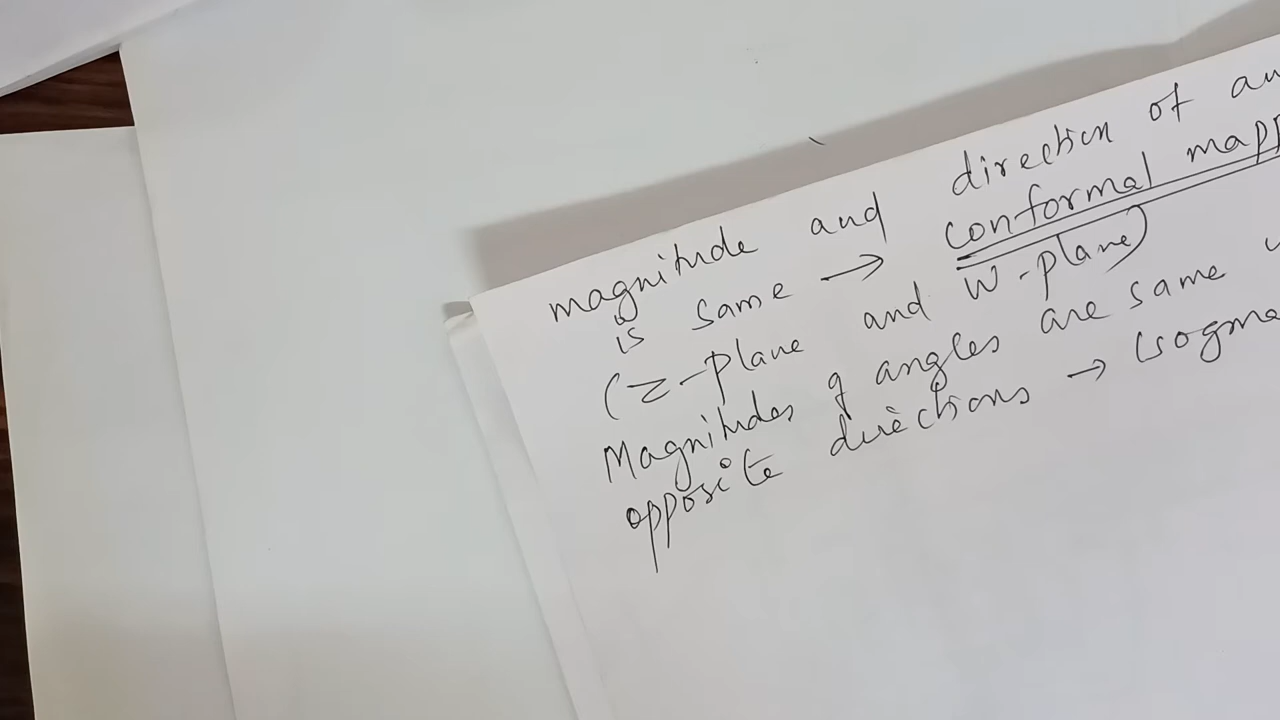 magnitude and direction of an
is same → conformal mapp
(z-plane and w-plane)
Magnitudes of angles are same
opposite directions → Isogma